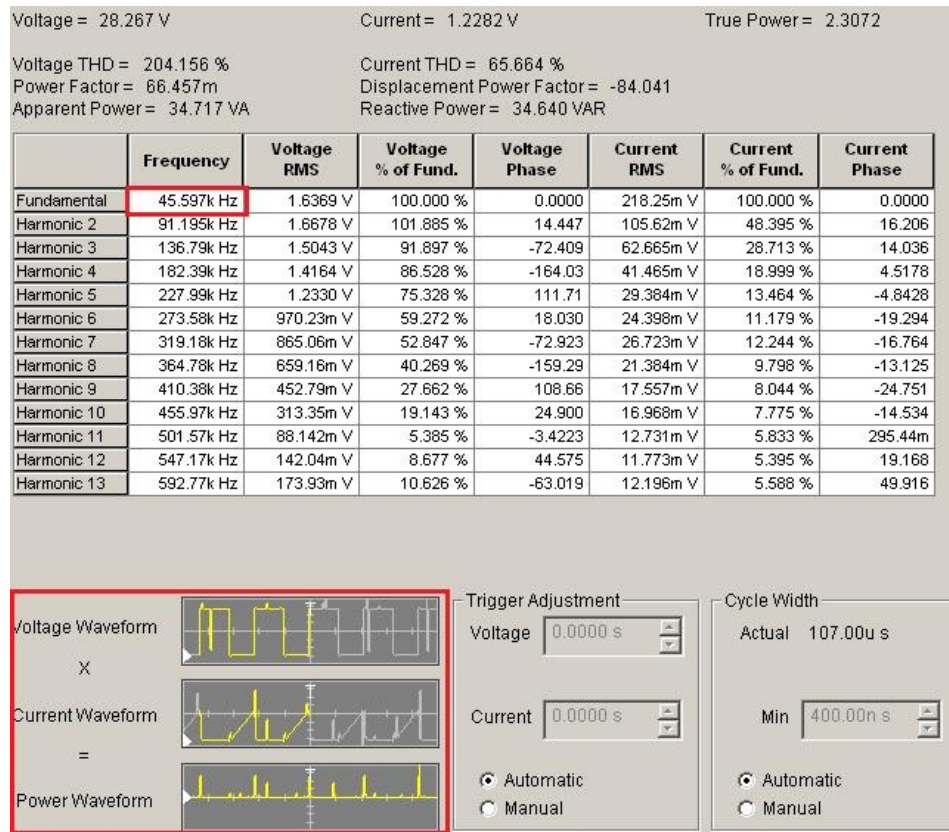 Voltage = 28.267 V Current = 1.2282 V True Power = 2.3072
Voltage THD = 204.156 % Current THD = 65.664 %
Power Factor = 66.457m Displacement Power Factor = -84.041
Apparent Power = 34.717 VA Reactive Power = 34.640 VAR
Frequency Voltage RMS Voltage % of Fund. Voltage Phase Current RMS Current % of Fund. Current Phase
Fundamental 45.597k Hz 1.6369 V 100.000 % 0.0000 218.25m V 100.000 % 0.0000
Harmonic 2 91.195k Hz 1.6678 V 101.885 % 14.447 105.62m V 48.395 % 16.206
Harmonic 3 136.79k Hz 1.5043 V 91.897 % -72.409 62.665m V 28.713 % 14.036
Harmonic 4 182.39k Hz 1.4164 V 86.528 % -164.03 41.465m V 18.999 % 4.5178
Harmonic 5 227.99k Hz 1.2330 V 75.328 % 111.71 29.384m V 13.464 % -4.8428
Harmonic 6 273.58k Hz 970.23m V 59.272 % 18.030 24.398m V 11.179 % -19.294
Harmonic 7 319.18k Hz 865.06m V 52.847 % -72.923 26.723m V 12.244 % -16.764
Harmonic 8 364.78k Hz 659.16m V 40.269 % -159.29 21.384m V 9.798 % -13.125
Harmonic 9 410.38k Hz 452.79m V 27.662 % 108.66 17.557m V 8.044 % -24.751
Harmonic 10 455.97k Hz 313.35m V 19.143 % 24.900 16.968m V 7.775 % -14.534
Harmonic 11 501.57k Hz 88.142m V 5.385 % -3.4223 12.731m V 5.833 % 295.44m
Harmonic 12 547.17k Hz 142.04m V 8.677 % 44.575 11.773m V 5.395 % 19.168
Harmonic 13 592.77k Hz 173.93m V 10.626 % -63.019 12.196m V 5.588 % 49.916
Voltage Waveform
X
Current Waveform
=
Power Waveform
Trigger Adjustment
Voltage 0.0000 s
Current 0.0000 s
Automatic
Manual
Cycle Width
Actual 107.00u s
Min 400.00n s
Automatic
Manual